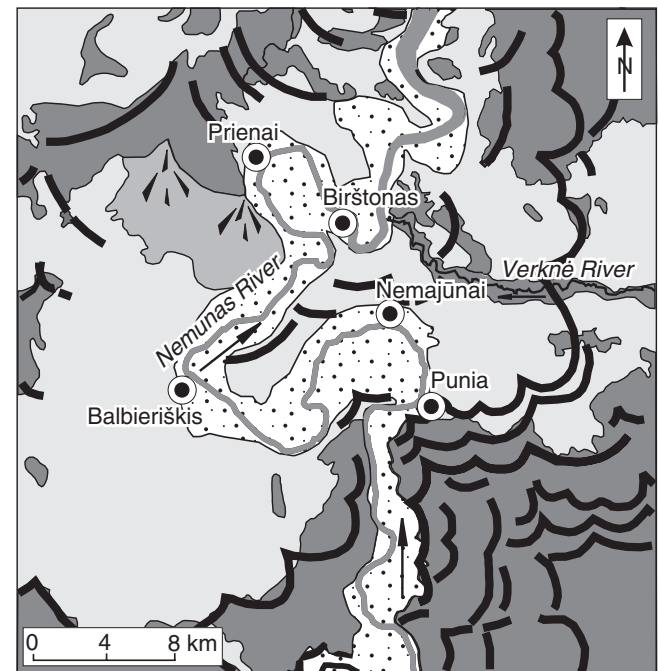 N
Prienai
Birštonas
Verknė River
Nemajūnai
Nemunas River
Punia
Balbieriškis
0 4 8 km